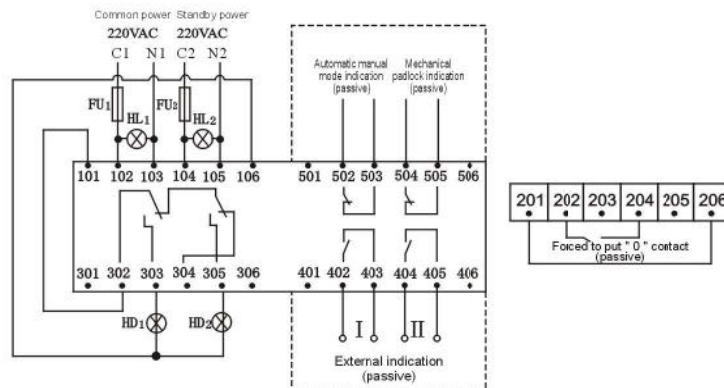 Common power Standby power
220VAC 220VAC
C1 N1 C2 N2
FU1 FU2
HL1 HL2
Automatic manual mode indication (passive)
Mechanical padlock indication (passive)
101 102 103 104 105 106
501 502 503 504 505 506
301 302 303 304 305 306
401 402 403 404 405 406
HD1 HD2
I II
External indication
(passive)
201 202 203 204 205 206
Forced to put " 0 " contact
(passive)